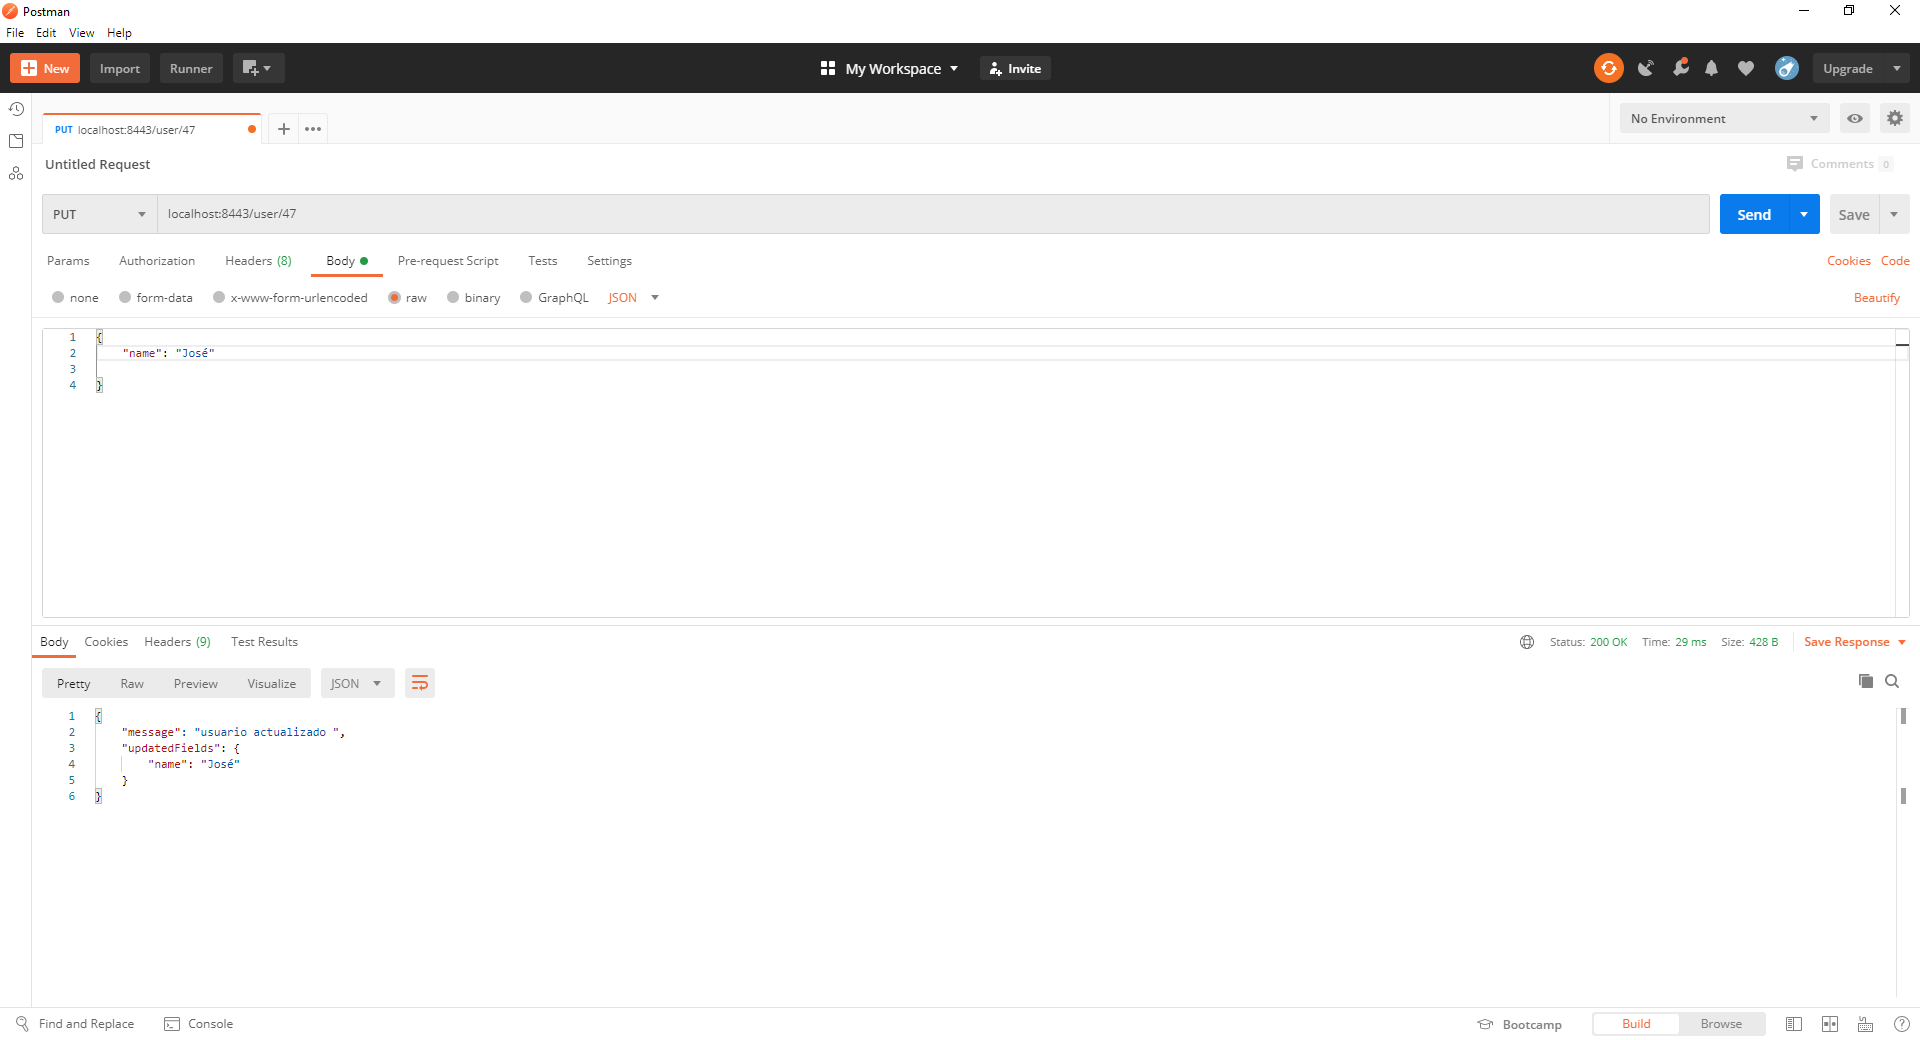 Postman
File Edit View Help
New Import Runner My Workspace Invite Upgrade
PUT localhost:8443/user/47 No Environment
Untitled Request Comments 0
PUT localhost:8443/user/47 Send Save
Params Authorization Headers (8) Body Pre-request Script Tests Settings Cookies Code
none form-data x-www-form-urlencoded raw binary GraphQL JSON Beautify
1 {
2 "name": "José"
3
4 }
Body Cookies Headers (9) Test Results Status: 200 OK Time: 29 ms Size: 428 B Save Response
Pretty Raw Preview Visualize JSON
1 {
2 "message": "usuario actualizado ",
3 "updatedFields": {
4 "name": "José"
5 }
6 }
Find and Replace Console Bootcamp Build Browse